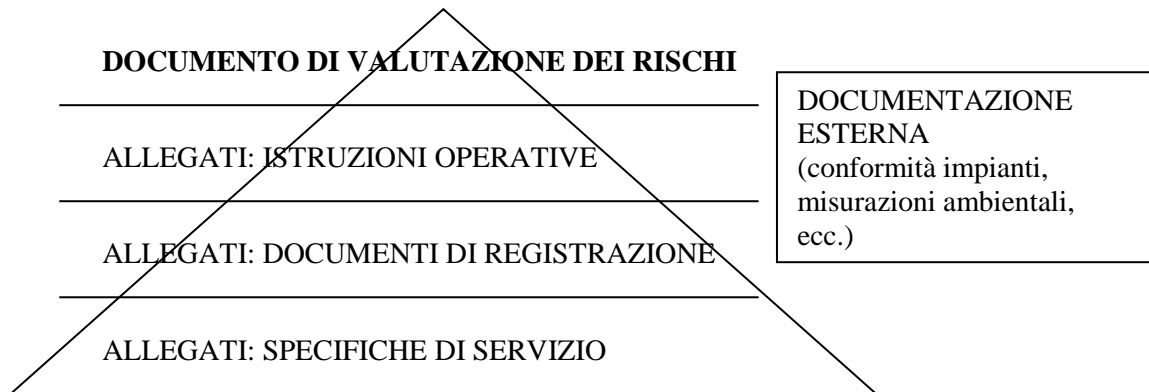 DOCUMENTO DI VALUTAZIONE DEI RISCHI
ALLEGATI: ISTRUZIONI OPERATIVE
ALLEGATI: DOCUMENTI DI REGISTRAZIONE
ALLEGATI: SPECIFICHE DI SERVIZIO
DOCUMENTAZIONE
ESTERNA
(conformità impianti,
misurazioni ambientali,
ecc.)